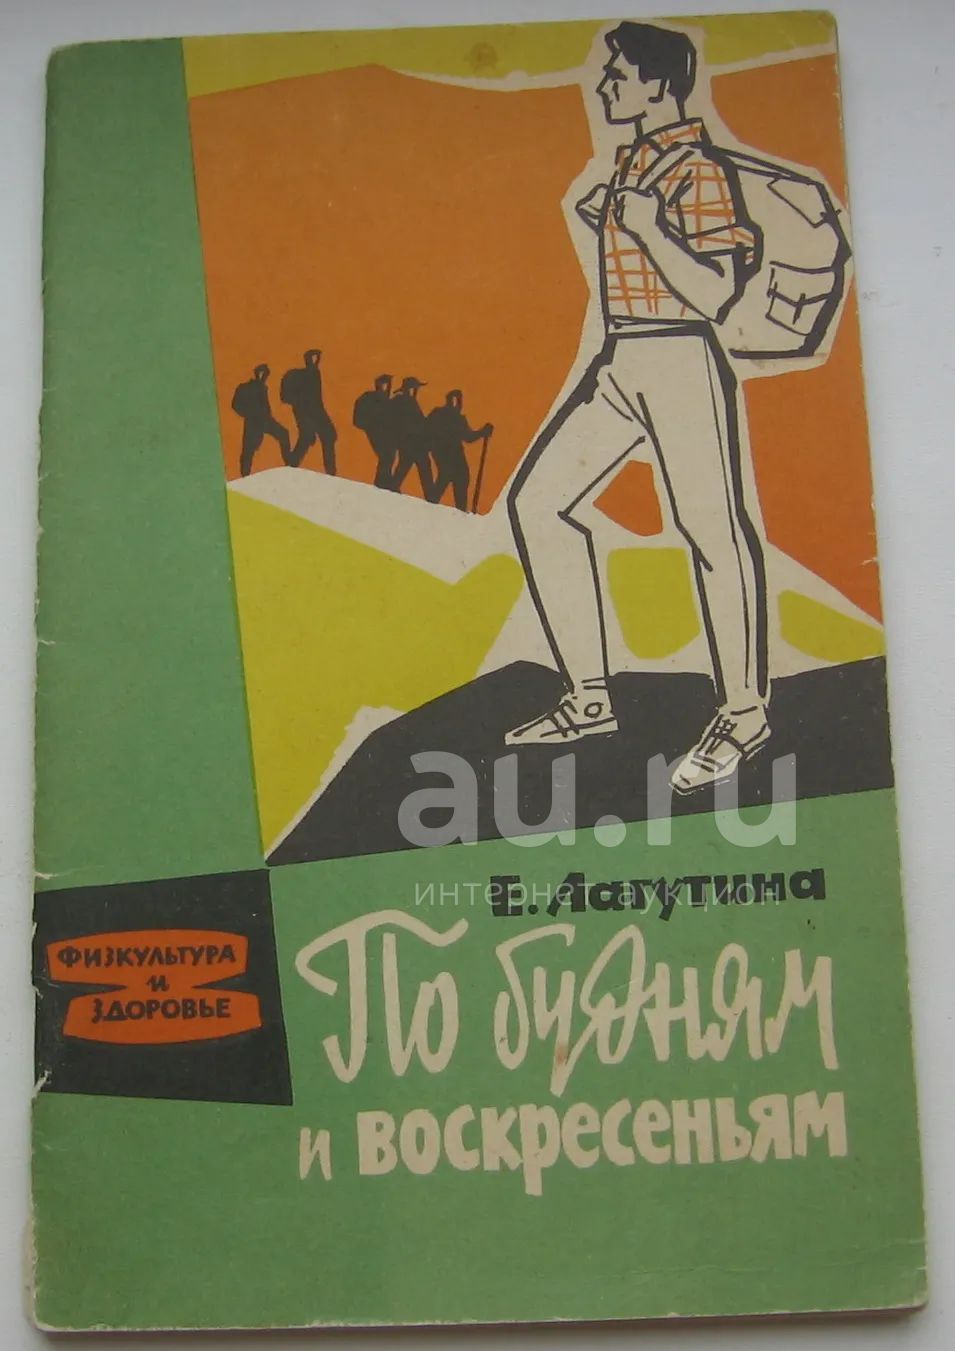 au.ru
интернет аукцион
Е. Лагутина
ФИЗКУЛЬТУРА
и
ЗДОРОВЬЕ
По будням
и воскресеньям